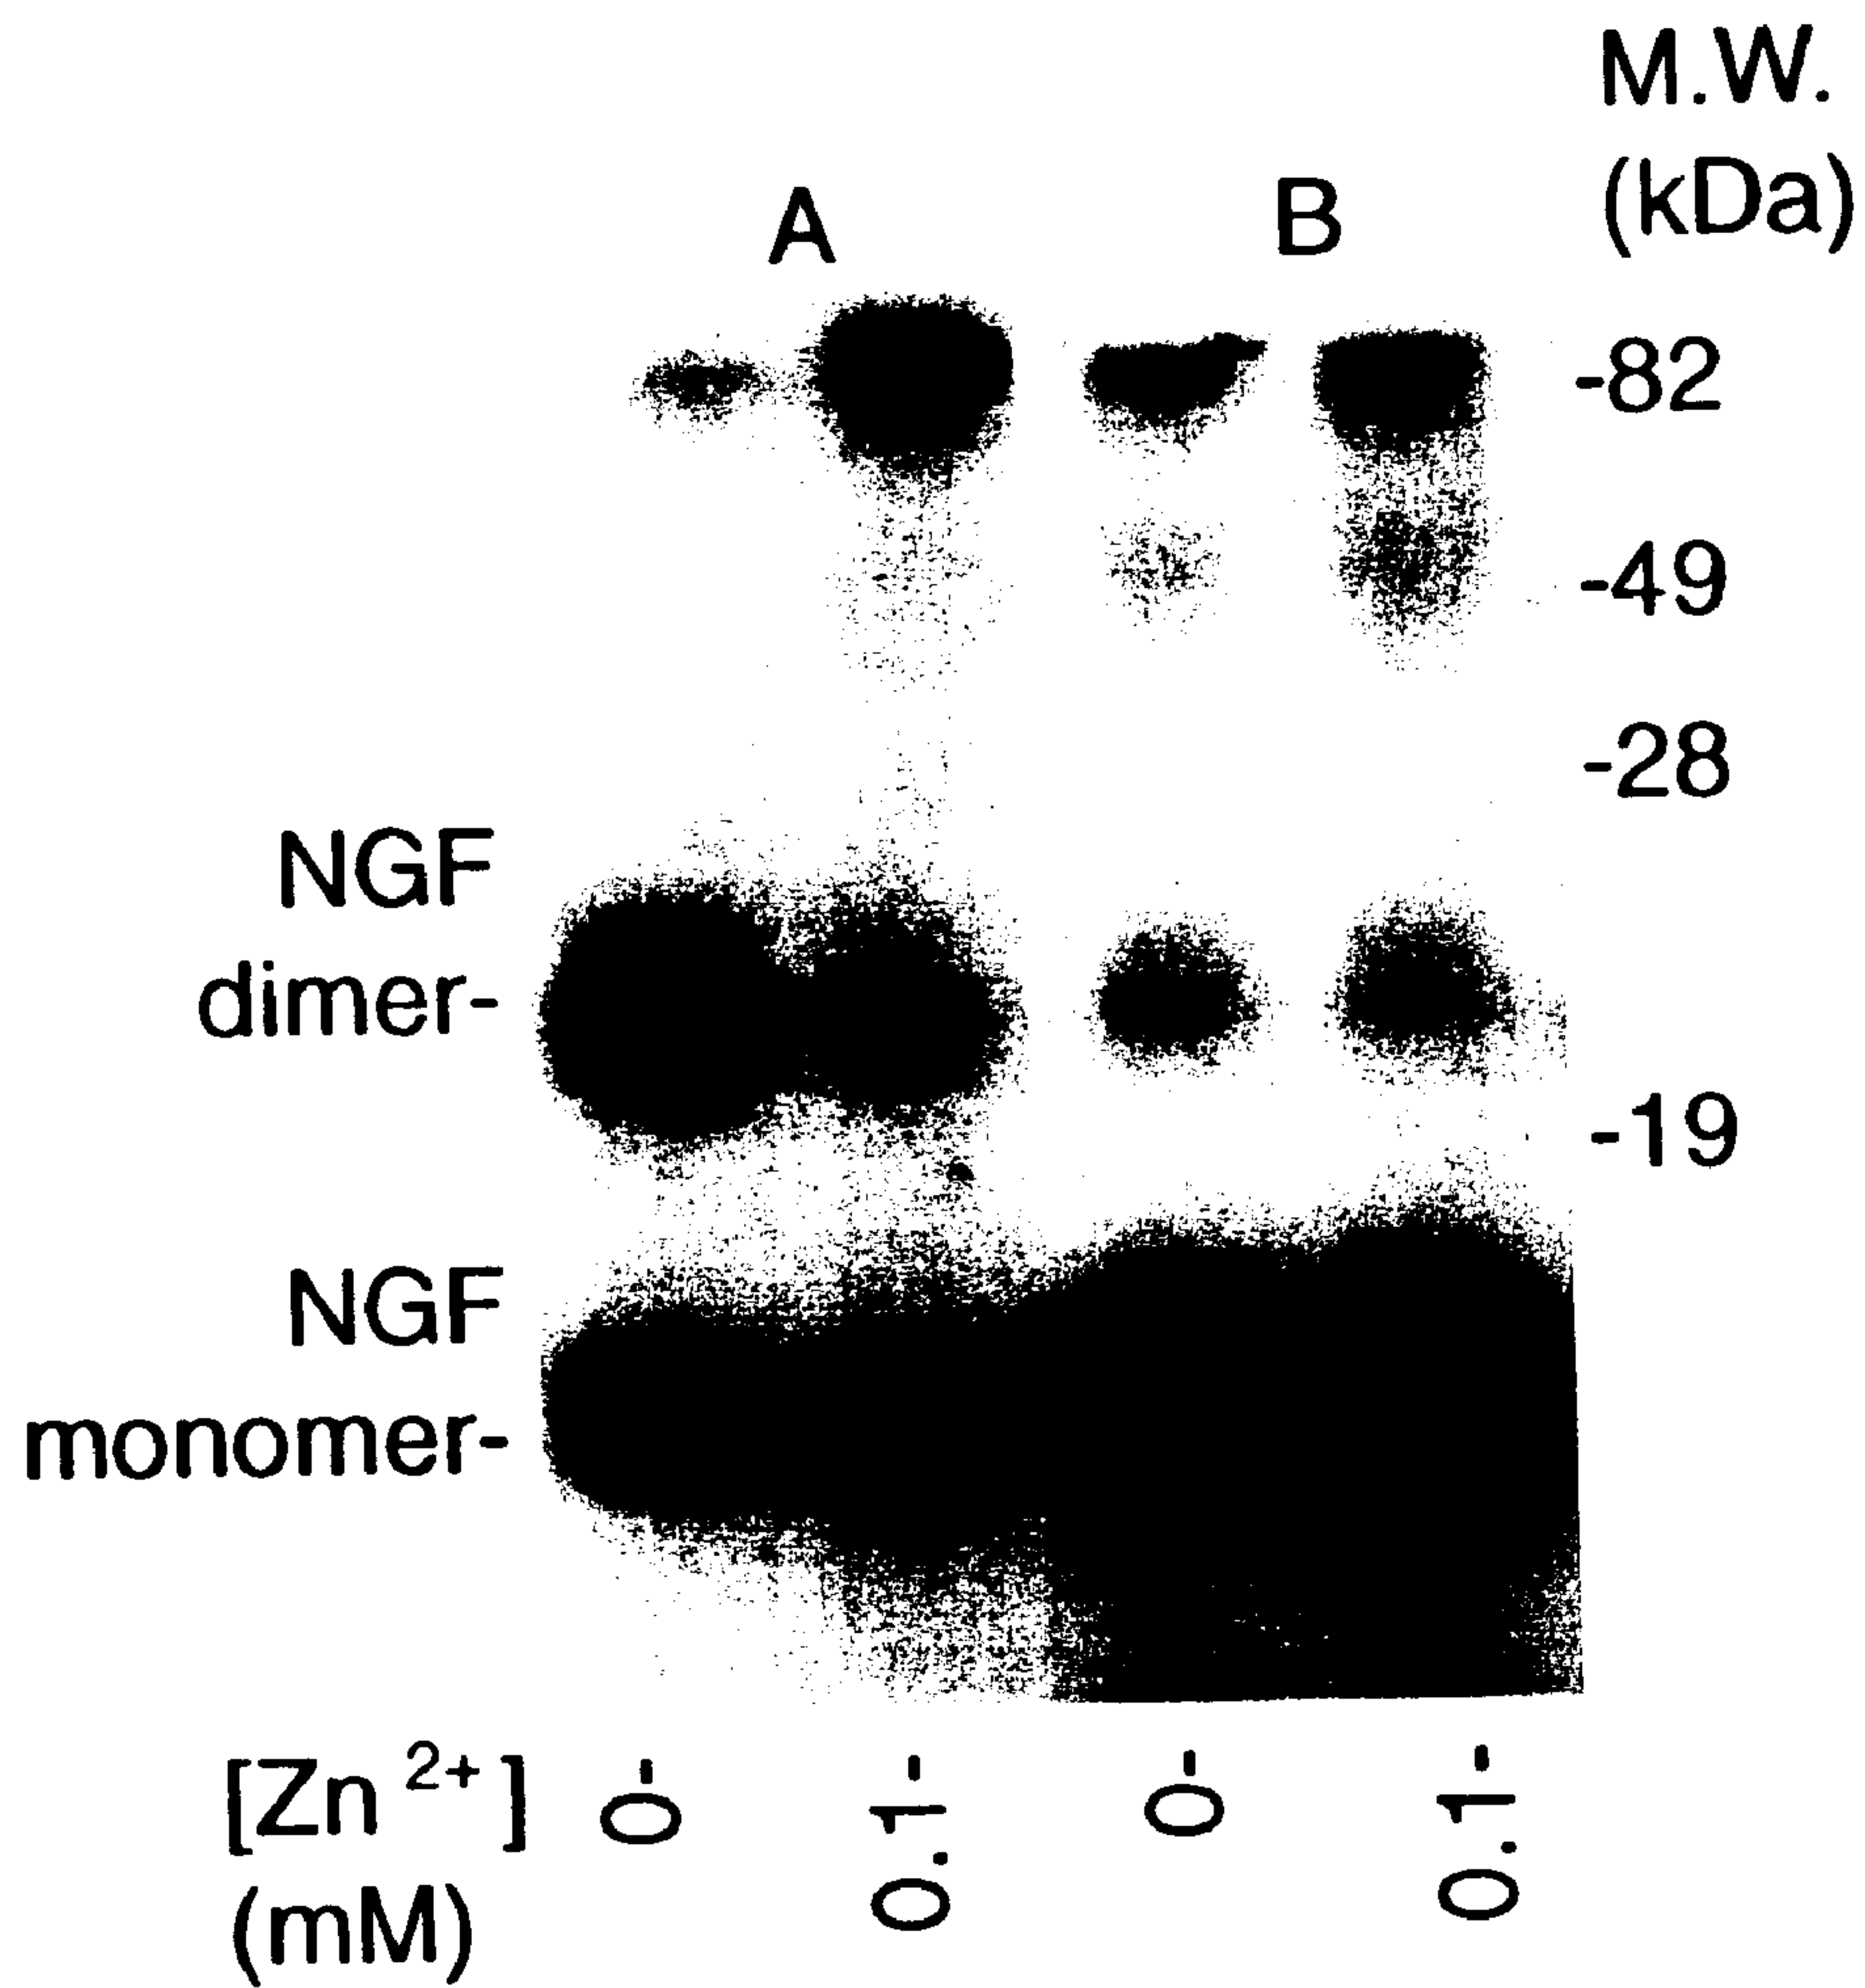 M.W.
(kDa)
A B
-82
-49
-28
NGF
dimer-
-19
NGF
monomer-
[Zn 2+] 0- 0.1- 0- 0.1-
(mM)